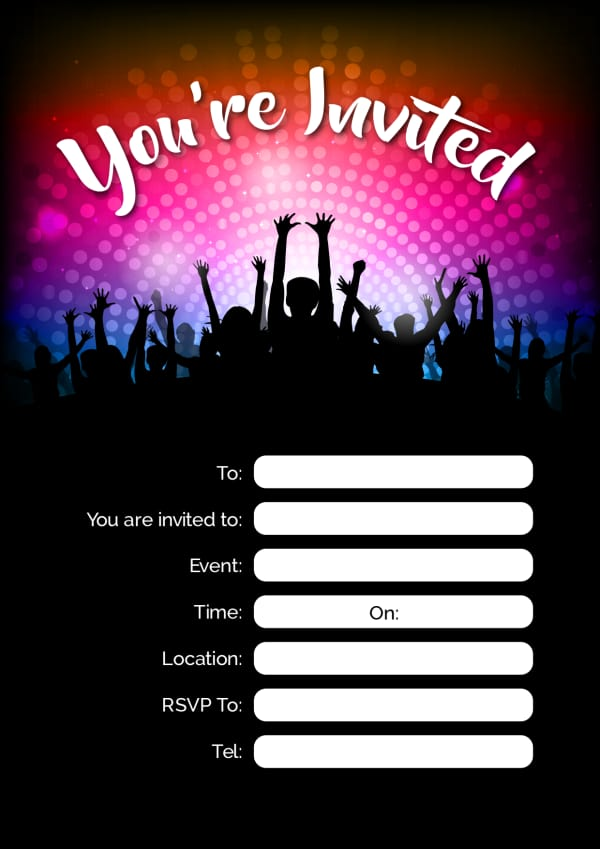 You're Invited
To:
You are invited to:
Event:
Time: On:
Location:
RSVP To:
Tel: